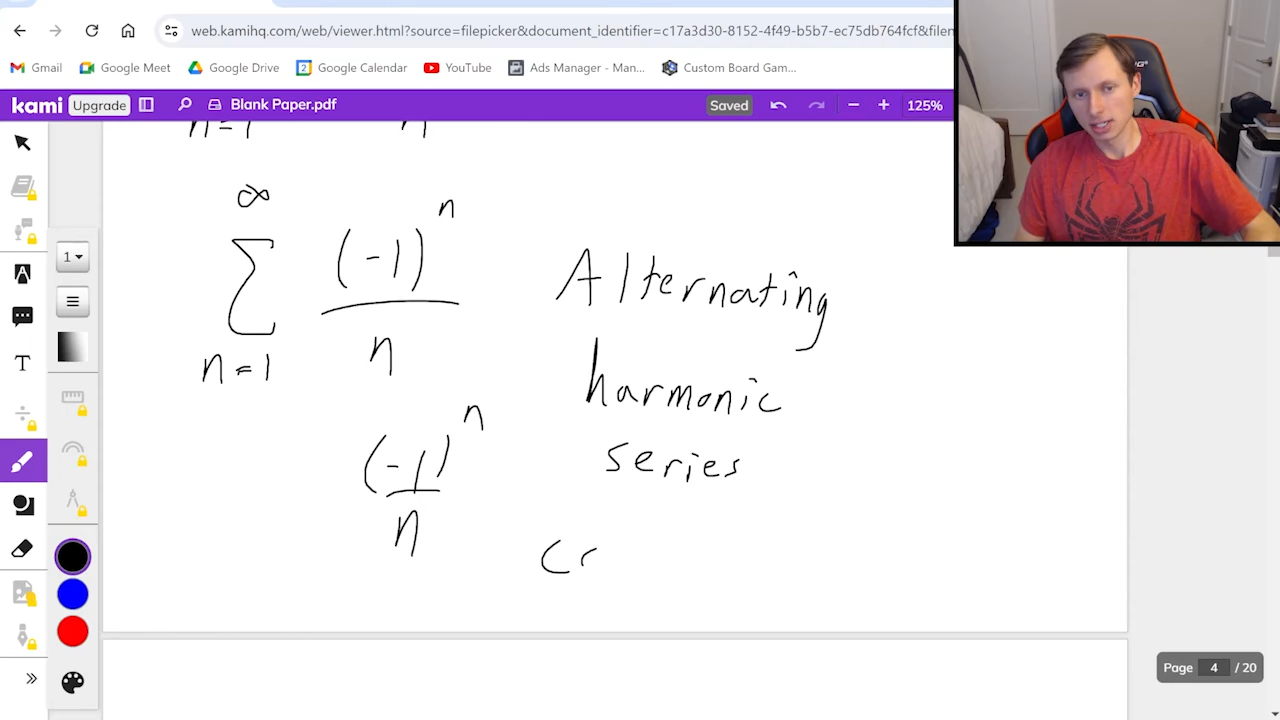 web.kamihq.com/web/viewer.html?source=filepicker&document_identifier=c17a3d30-8152-4f49-b5b7-ec75db764fcf&filen
Gmail Google Meet Google Drive 2 Google Calendar YouTube Ads Manager - Man... Custom Board Gam...
kami Upgrade Blank Paper.pdf Saved 125%
n=1 n
∞ n
Σ (-1) Alternating
n=1 n harmonic
(-1)^n series
n
1
Page 4 / 20